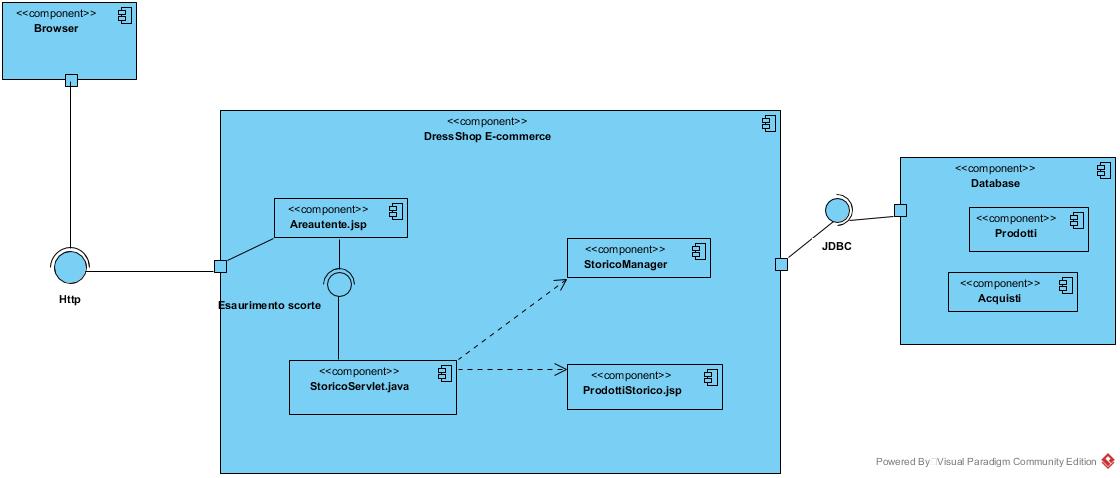 <<component>>
Browser
<<component>>
DressShop E-commerce
<<component>>
Database
<<component>>
Areautente.jsp
<<component>>
Prodotti
JDBC
<<component>>
StoricoManager
<<component>>
Acquisti
Http
Esaurimento scorte
<<component>>
StoricoServlet.java
<<component>>
ProdottiStorico.jsp
Powered By Visual Paradigm Community Edition